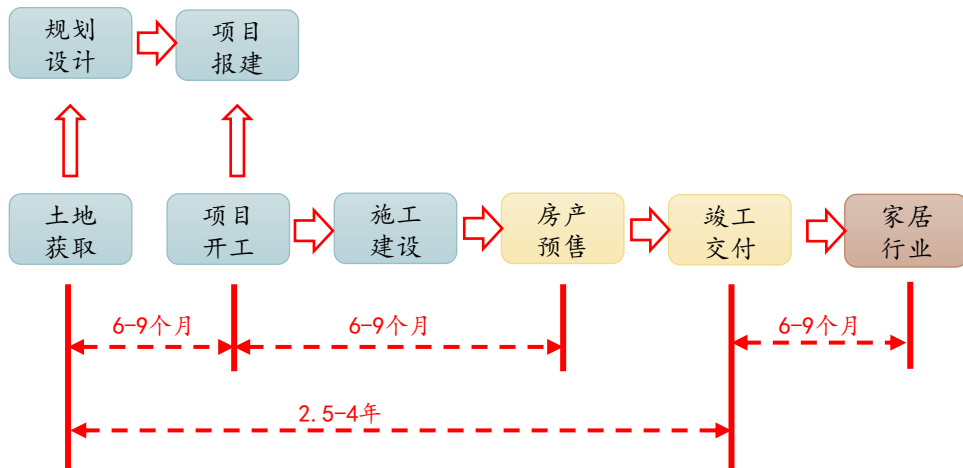 规划
设计
项目
报建
土地
获取
项目
开工
施工
建设
房产
预售
竣工
交付
家居
行业
6-9个月
6-9个月
6-9个月
2.5-4年